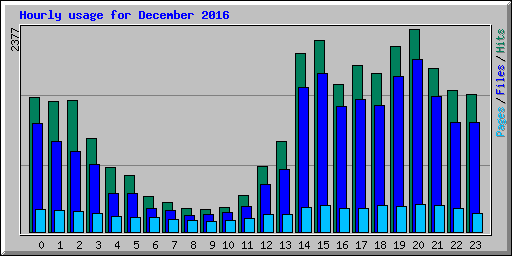 Hourly usage for December 2016
2377
Pages / Files / Hits
0 1 2 3 4 5 6 7 8 9 10 11 12 13 14 15 16 17 18 19 20 21 22 23